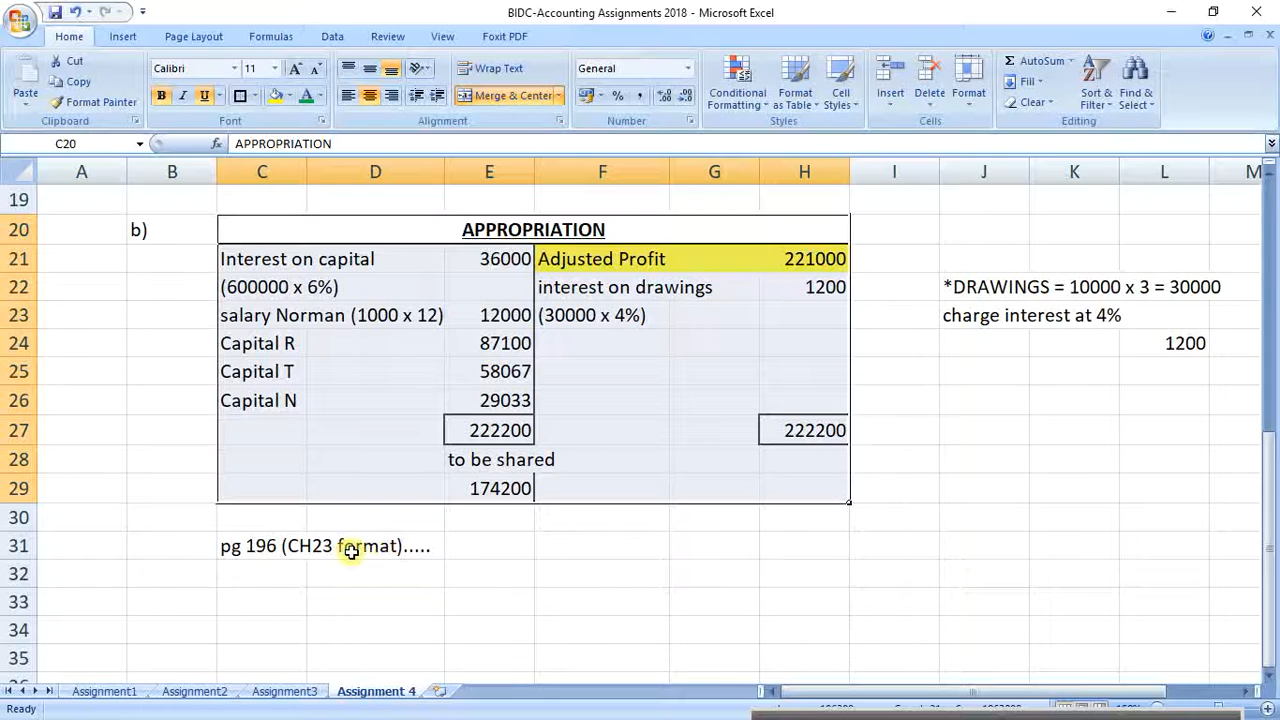 BIDC-Accounting Assignments 2018 - Microsoft Excel
Home Insert Page Layout Formulas Data Review View Foxit PDF
Paste Cut Copy Format Painter Clipboard
Calibri 11 Font
Wrap Text Merge & Center Alignment
General Number
Conditional Formatting Format as Table Cell Styles Styles
Insert Delete Format Cells
AutoSum Fill Clear Sort & Filter Find & Select Editing
C20 fx APPROPRIATION
A B C D E F G H I J K L M
19
20 b) APPROPRIATION
21 Interest on capital 36000 Adjusted Profit 221000
22 (600000 x 6%) interest on drawings 1200 *DRAWINGS = 10000 x 3 = 30000
23 salary Norman (1000 x 12) 12000 (30000 x 4%) charge interest at 4%
24 Capital R 87100 1200
25 Capital T 58067
26 Capital N 29033
27 222200 222200
28 to be shared
29 174200
30
31 pg 196 (CH23 format).....
32
33
34
35
Assignment1 Assignment2 Assignment3 Assignment 4
Ready